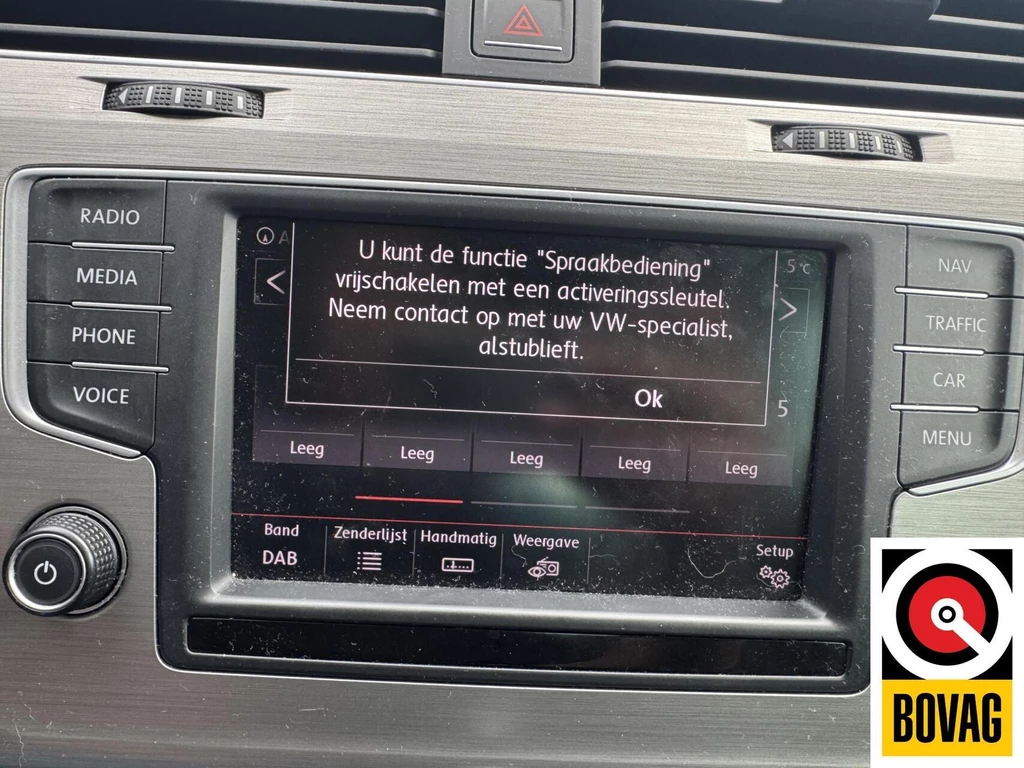 RADIO
MEDIA
PHONE
VOICE
U kunt de functie "Spraakbediening"
vrijschakelen met een activeringssleutel.
Neem contact op met uw VW-specialist,
alstublieft.
Ok
5°C
5
Leeg Leeg Leeg Leeg Leeg
Band Zenderlijst Handmatig Weergave Setup
DAB
NAV
TRAFFIC
CAR
MENU
BOVAG